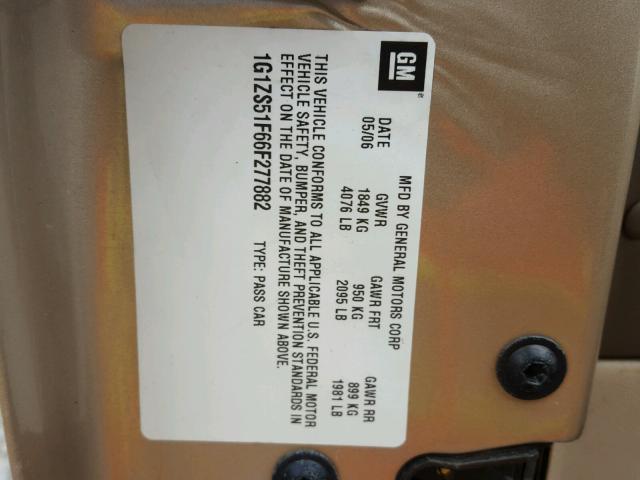 GM
MFD BY GENERAL MOTORS CORP
DATE GVWR GAWR FRT GAWR RR
05/06 1849 KG 950 KG 899 KG
4076 LB 2095 LB 1981 LB
THIS VEHICLE CONFORMS TO ALL APPLICABLE U.S. FEDERAL MOTOR
VEHICLE SAFETY, BUMPER, AND THEFT PREVENTION STANDARDS IN
EFFECT ON THE DATE OF MANUFACTURE SHOWN ABOVE.
1G1ZS51F66F277882 TYPE: PASS CAR